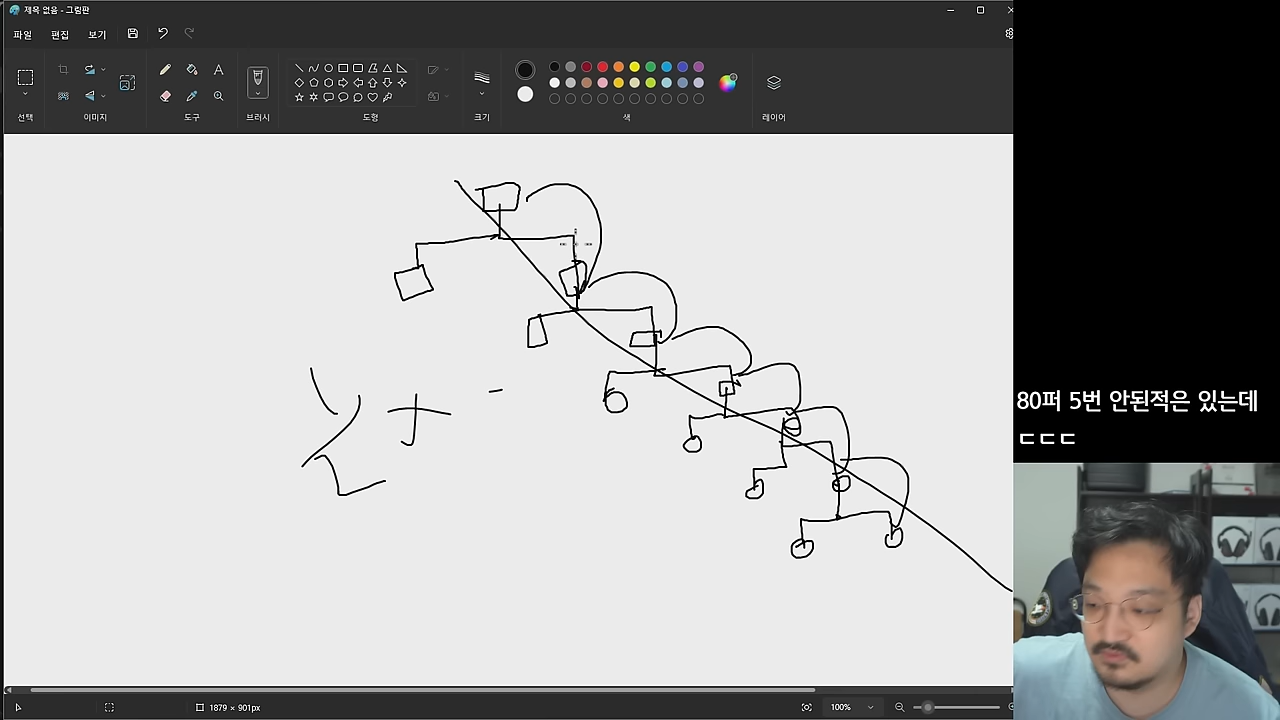 제목 없음 - 그림판
파일 편집 보기
선택 이미지 도구 브러시 도형 크기 색 레이어
80퍼 5번 안된적은 있는데
ㄷㄷㄷ
1879 × 901px 100%